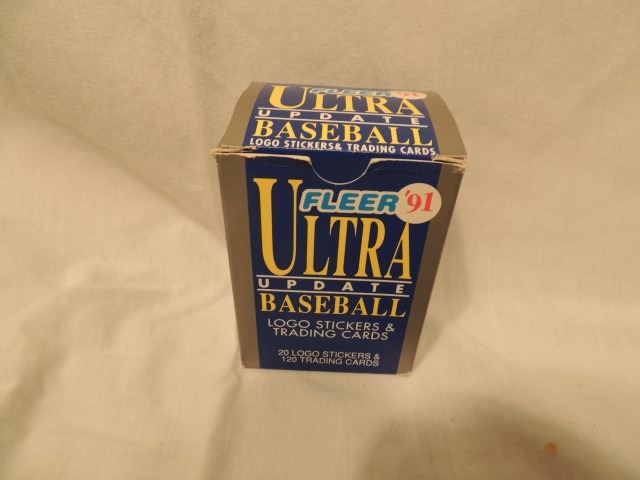 FLEER '91
ULTRA
UPDATE
BASEBALL
LOGO STICKERS & TRADING CARDS
FLEER '91
ULTRA
UPDATE
BASEBALL
LOGO STICKERS &
TRADING CARDS
20 LOGO STICKERS &
120 TRADING CARDS